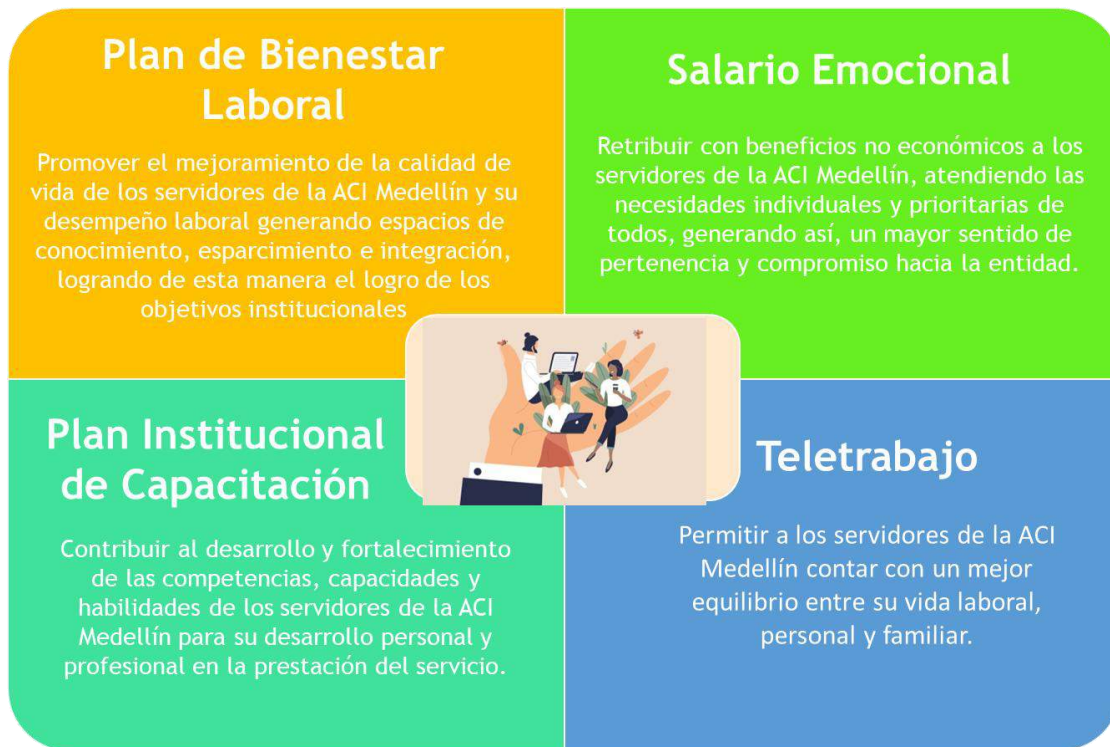 Plan de Bienestar
Laboral
Promover el mejoramiento de la calidad de
vida de los servidores de la ACI Medellín y su
desempeño laboral generando espacios de
conocimiento, esparcimiento e integración,
logrando de esta manera el logro de los
objetivos institucionales
Salario Emocional
Retribuir con beneficios no económicos a los
servidores de la ACI Medellín, atendiendo las
necesidades individuales y prioritarias de
todos, generando así, un mayor sentido de
pertenencia y compromiso hacia la entidad.
Plan Institucional
de Capacitación
Contribuir al desarrollo y fortalecimiento
de las competencias, capacidades y
habilidades de los servidores de la ACI
Medellín para su desarrollo personal y
profesional en la prestación del servicio.
Teletrabajo
Permitir a los servidores de la ACI
Medellín contar con un mejor
equilibrio entre su vida laboral,
personal y familiar.